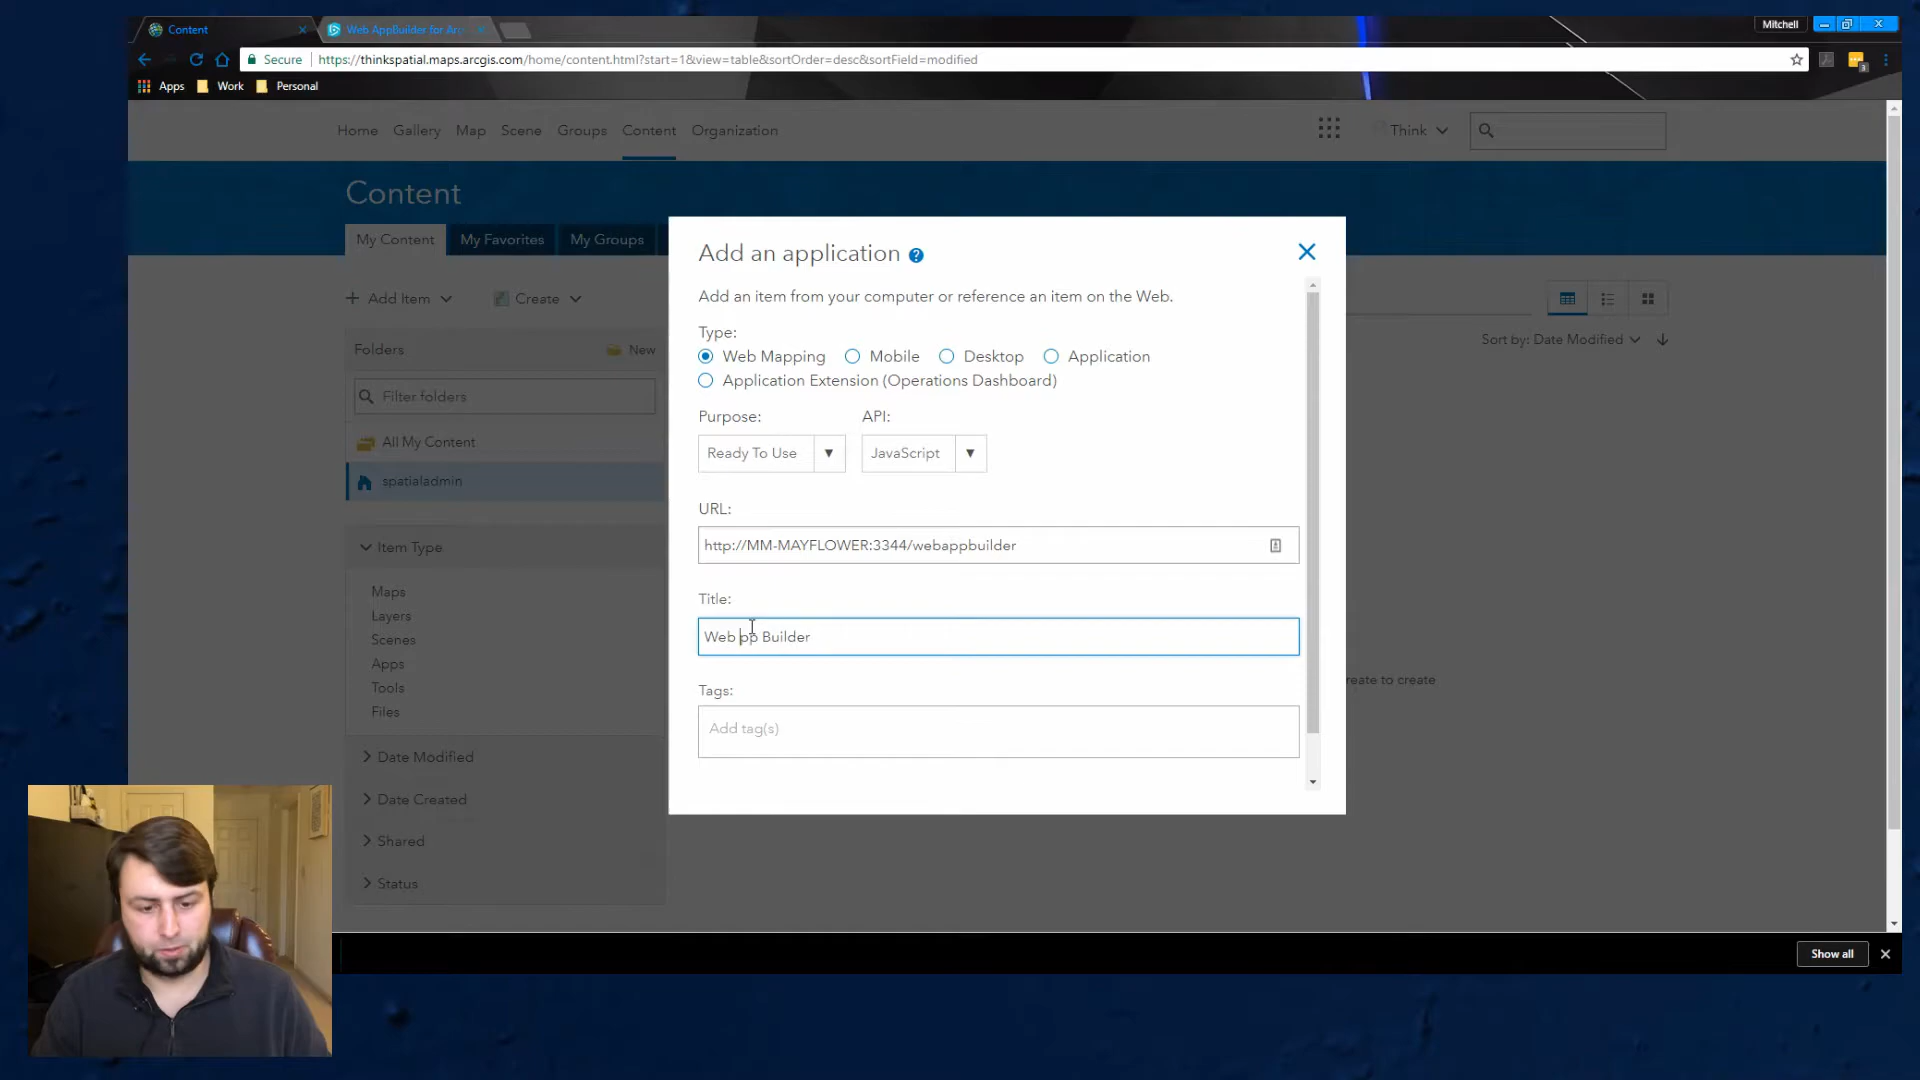 Content
Web AppBuilder for Arc
Mitchell
Secure
https://thinkspatial.maps.arcgis.com/home/content.html?start=1&view=table&sortOrder=desc&sortField=modified
3
Apps
Work
Personal
Home
Gallery
Map
Scene
Groups
Content
Organization
Think
Content
My Content
My Favorites
My Groups
Add Item
Create
Sort by: Date Modified
Folders
New
Filter folders
All My Content
spatialadmin
Item Type
Maps
Layers
Scenes
Apps
Tools
Files
Date Modified
Date Created
Shared
Status
Add an application ?
Add an item from your computer or reference an item on the Web.
Type:
Web Mapping
Mobile
Desktop
Application
Application Extension (Operations Dashboard)
Purpose:
API:
Ready To Use
JavaScript
URL:
http://MM-MAYFLOWER:3344/webappbuilder
Title:
Web pp Builder
Tags:
Add tag(s)
reate to create
Show all